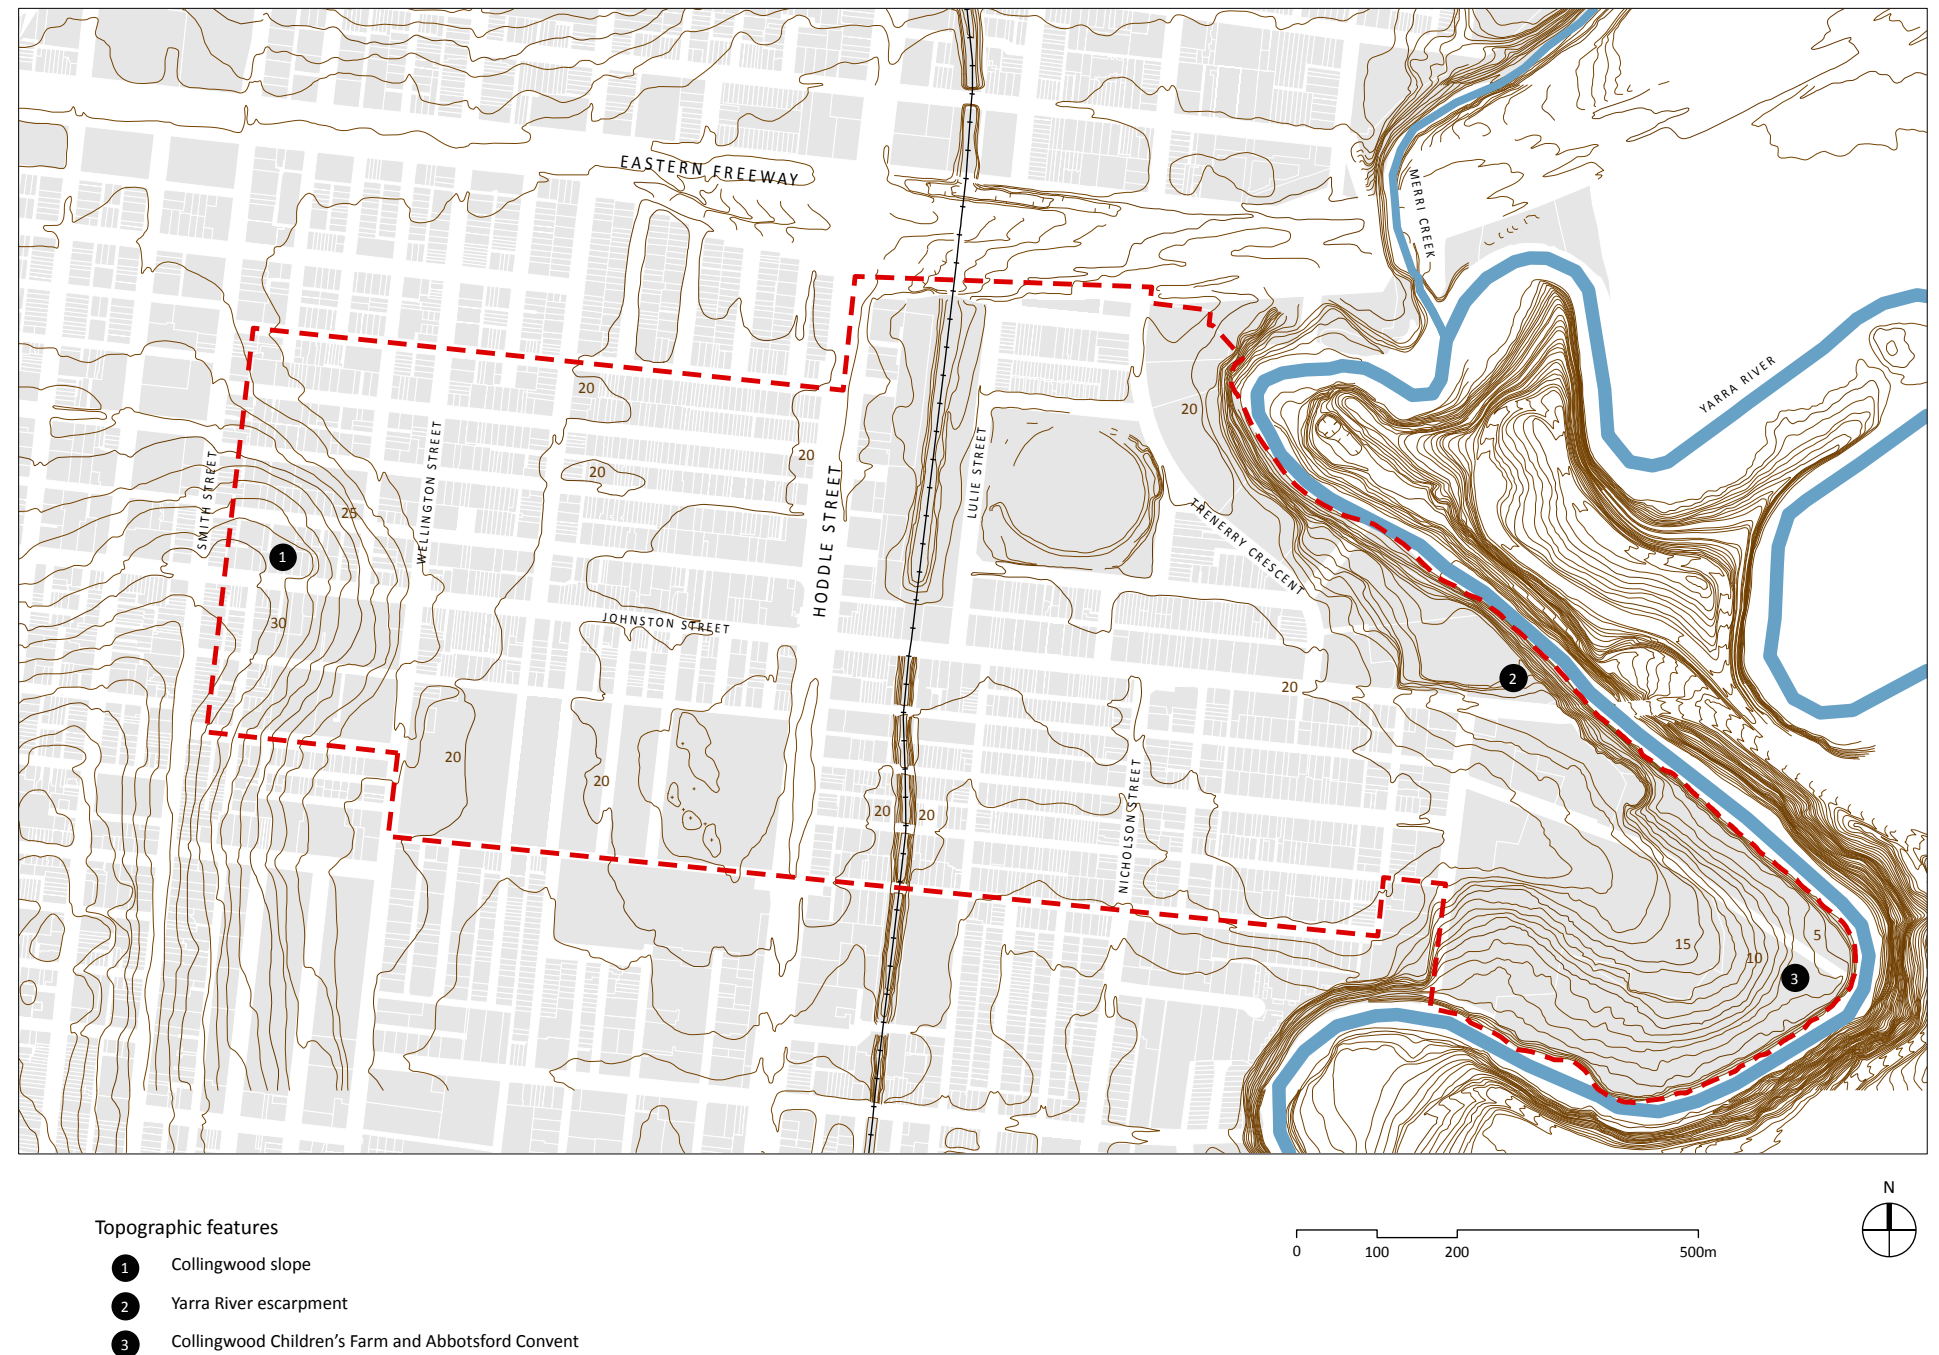 EASTERN FREEWAY
MERRI CREEK
YARRA RIVER
20
20
20
20
SMITH STREET
WELLINGTON STREET
HODDLE STREET
LULIE STREET
25
TRENERRY CRESCENT
1
30
JOHNSTON STREET
2
20
20
20
20
20
NICHOLSON STREET
15
10
5
3
N
Topographic features
0 100 200 500m
1 Collingwood slope
2 Yarra River escarpment
3 Collingwood Children's Farm and Abbotsford Convent